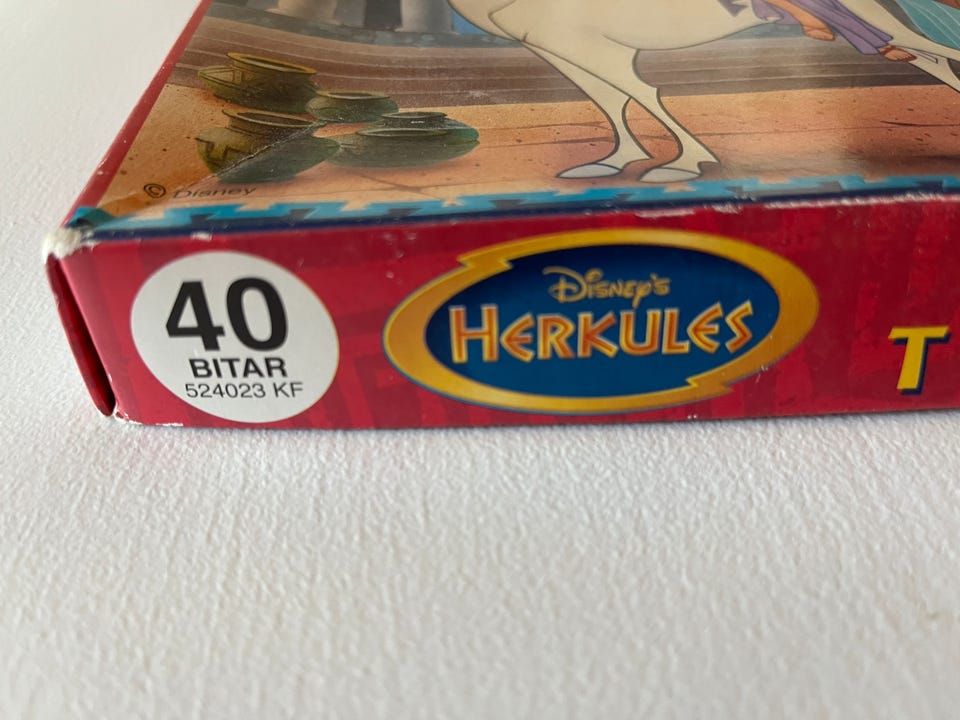 © Disney
40
BITAR
524023 KF
Disney's
HERKULES
T